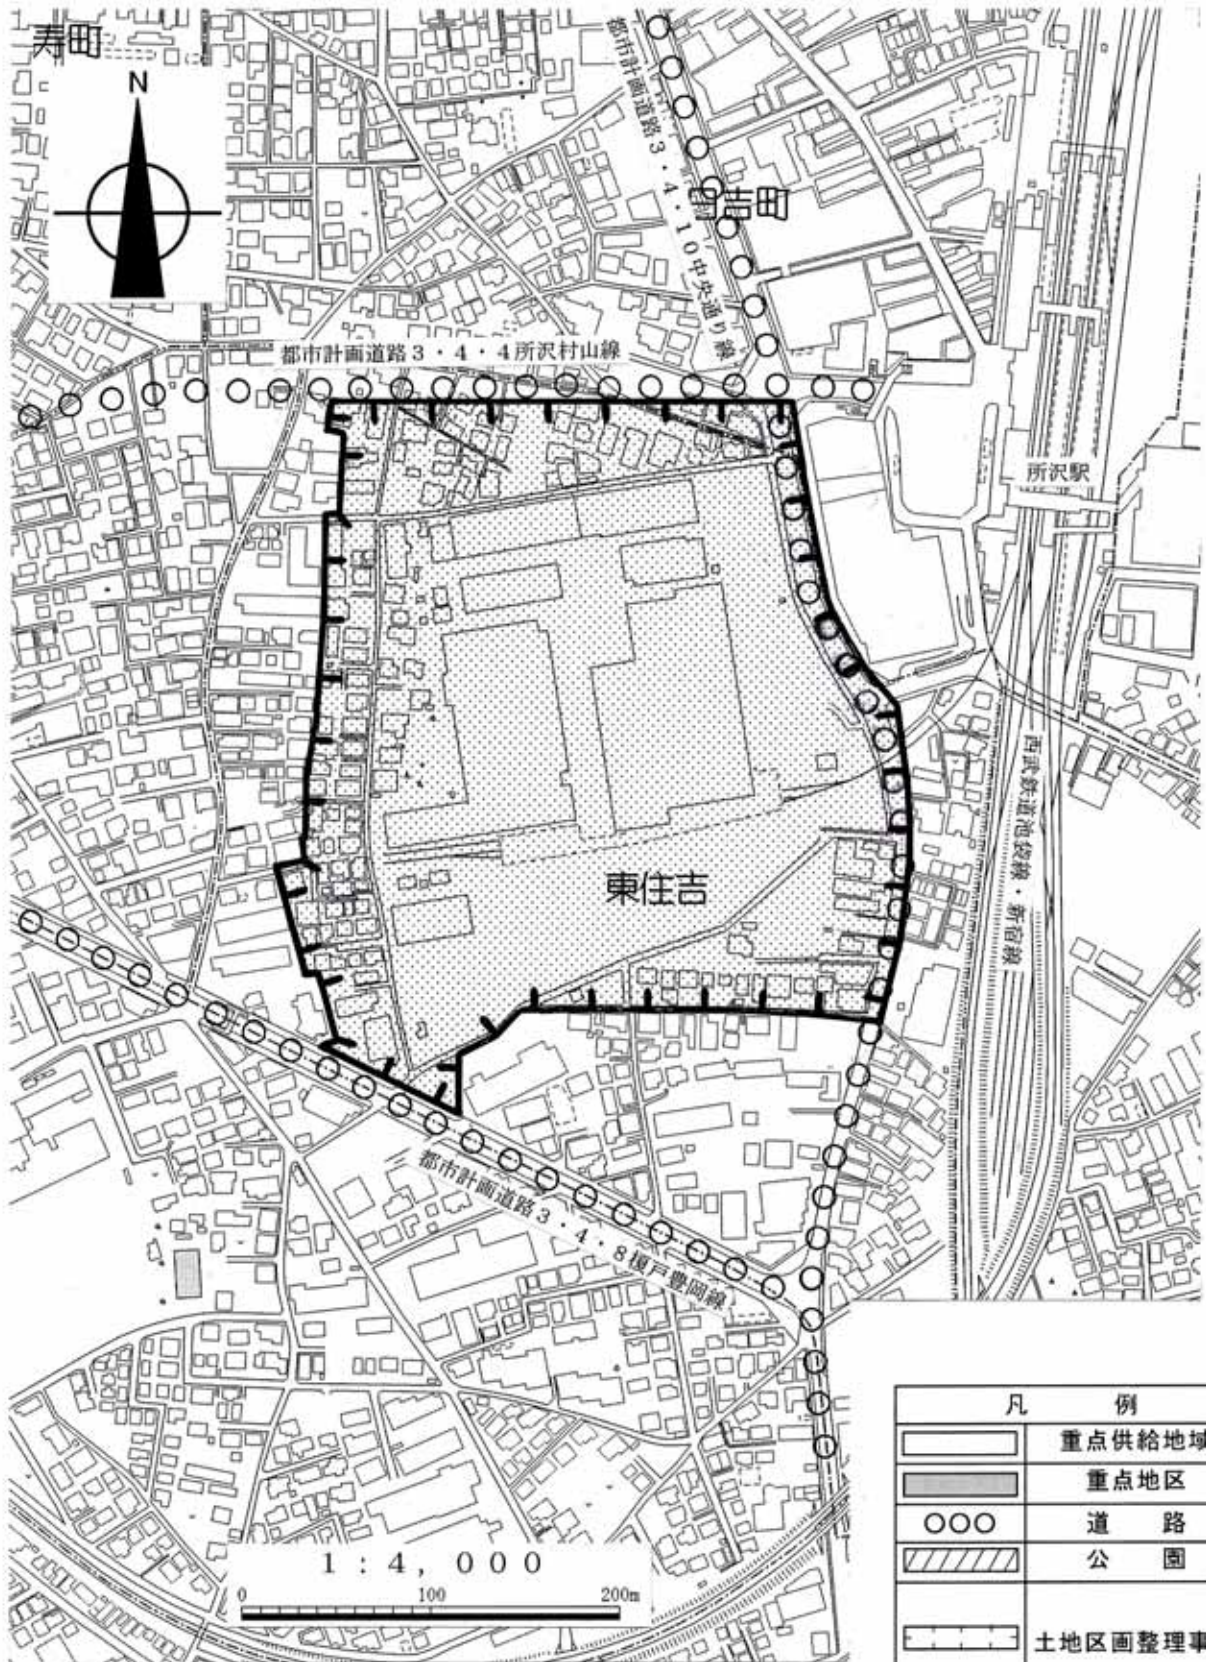 寿町
N
都市計画道路3・4・10中央通り線
日吉町
都市計画道路3・4・4所沢村山線
所沢駅
西武鉄道池袋線・新宿線
東住吉
都市計画道路3・4・8榎戸豊岡線
1:4,000
0 100 200m
凡 例
重点供給地域
重点地区
○○○ 道 路
公 園
土地区画整理事